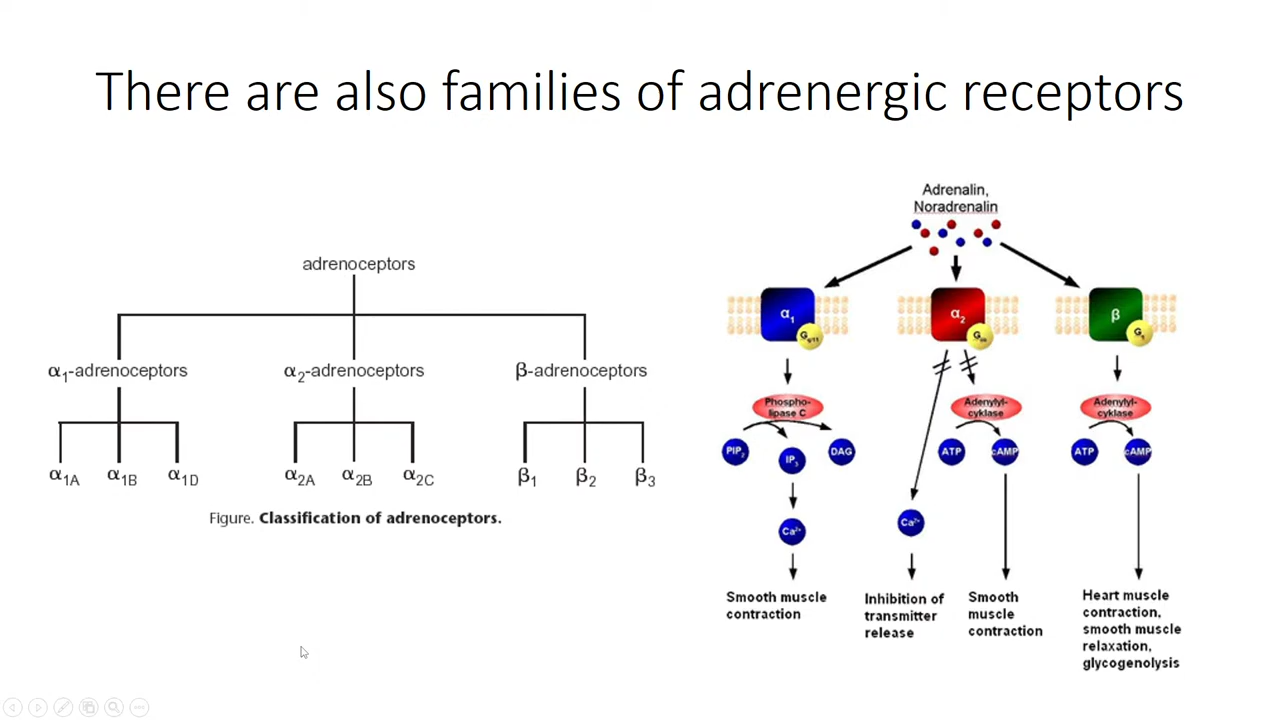 There are also families of adrenergic receptors
adrenoceptors
α1-adrenoceptors
α2-adrenoceptors
β-adrenoceptors
α1A
α1B
α1D
α2A
α2B
α2C
β1
β2
β3
Figure. Classification of adrenoceptors.
Adrenalin,
Noradrenalin
α1
α2
β
Phospho-
lipase C
Adenylyl-
cyklase
Adenylyl-
cyklase
PIP2
IP3
DAG
ATP
cAMP
ATP
cAMP
Ca2+
Ca2+
Smooth muscle
contraction
Inhibition of
transmitter
release
Smooth
muscle
contraction
Heart muscle
contraction,
smooth muscle
relaxation,
glycogenolysis